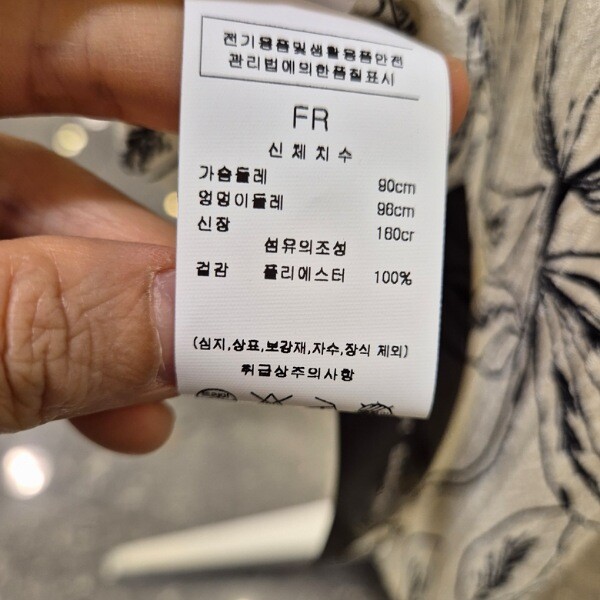 전기용품및생활용품안전
관리법에의한품질표시
FR
신체치수
가슴둘레 90cm
엉덩이둘레 96cm
신장 160cr
섬유의조성
겉감 폴리에스터 100%
(심지,상표,보강재,자수,장식 제외)
취급상주의사항